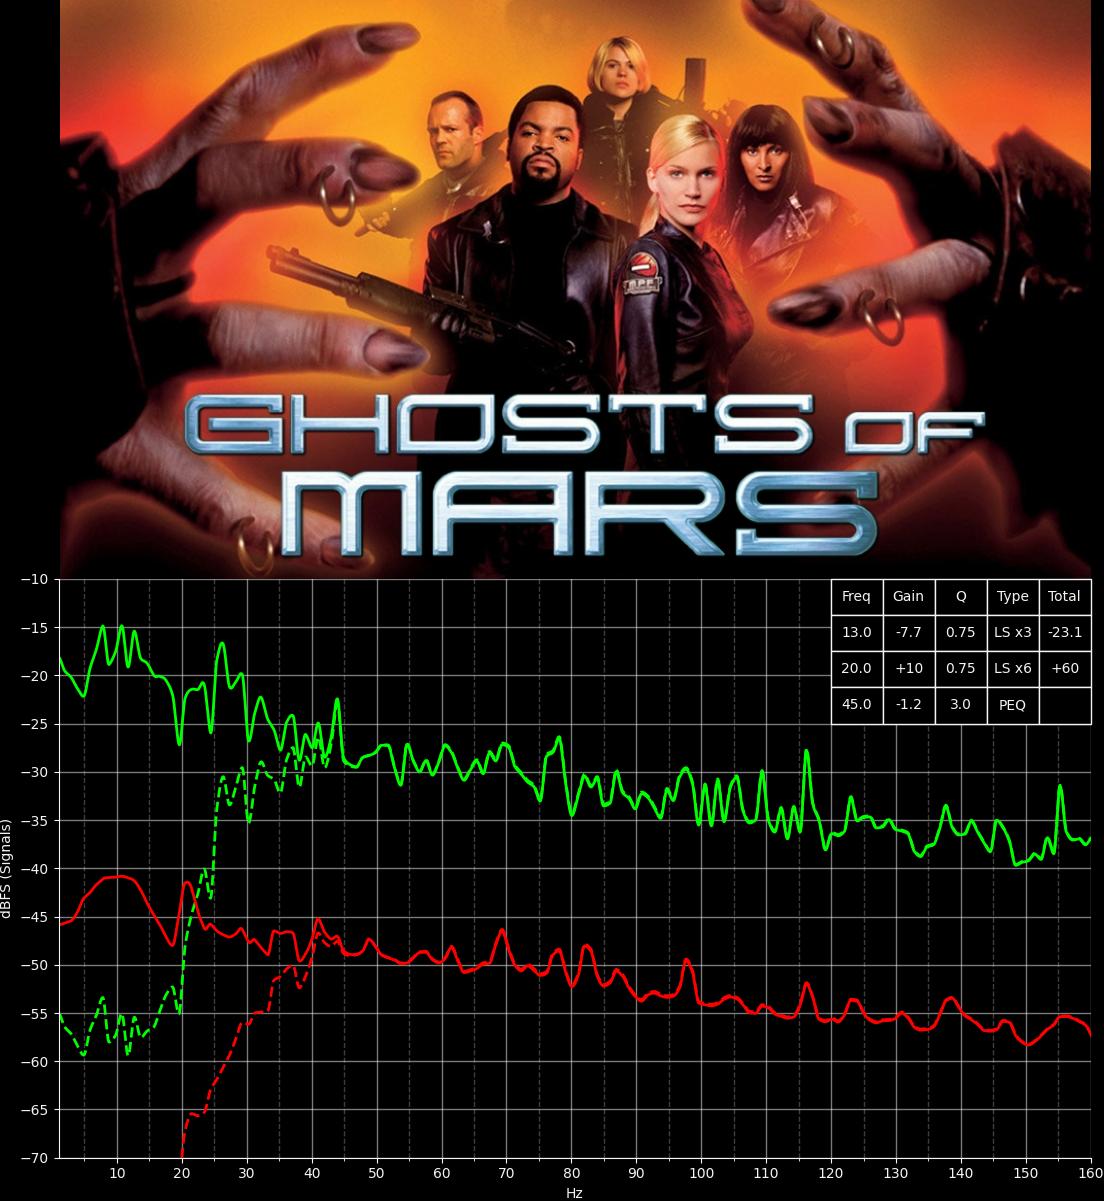 GHOSTS OF
MARS
Freq Gain Q Type Total
13.0 -7.7 0.75 LS x3 -23.1
20.0 +10 0.75 LS x6 +60
45.0 -1.2 3.0 PEQ
−10
−15
−20
−25
−30
−35
−40
−45
−50
−55
−60
−65
−70
dBFS (Signals)
10 20 30 40 50 60 70 80 90 100 110 120 130 140 150 160
Hz